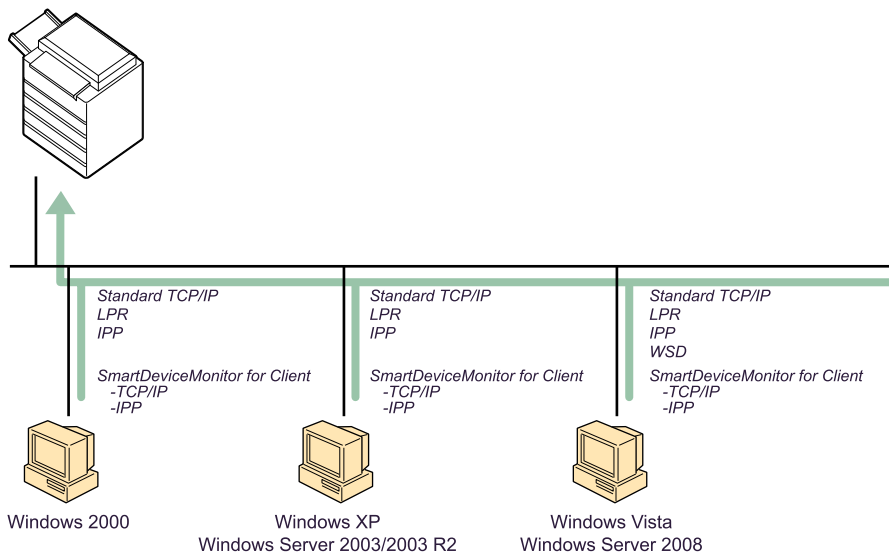 Standard TCP/IP
LPR
IPP
SmartDeviceMonitor for Client
-TCP/IP
-IPP
Windows 2000
Standard TCP/IP
LPR
IPP
SmartDeviceMonitor for Client
-TCP/IP
-IPP
Windows XP
Windows Server 2003/2003 R2
Standard TCP/IP
LPR
IPP
WSD
SmartDeviceMonitor for Client
-TCP/IP
-IPP
Windows Vista
Windows Server 2008